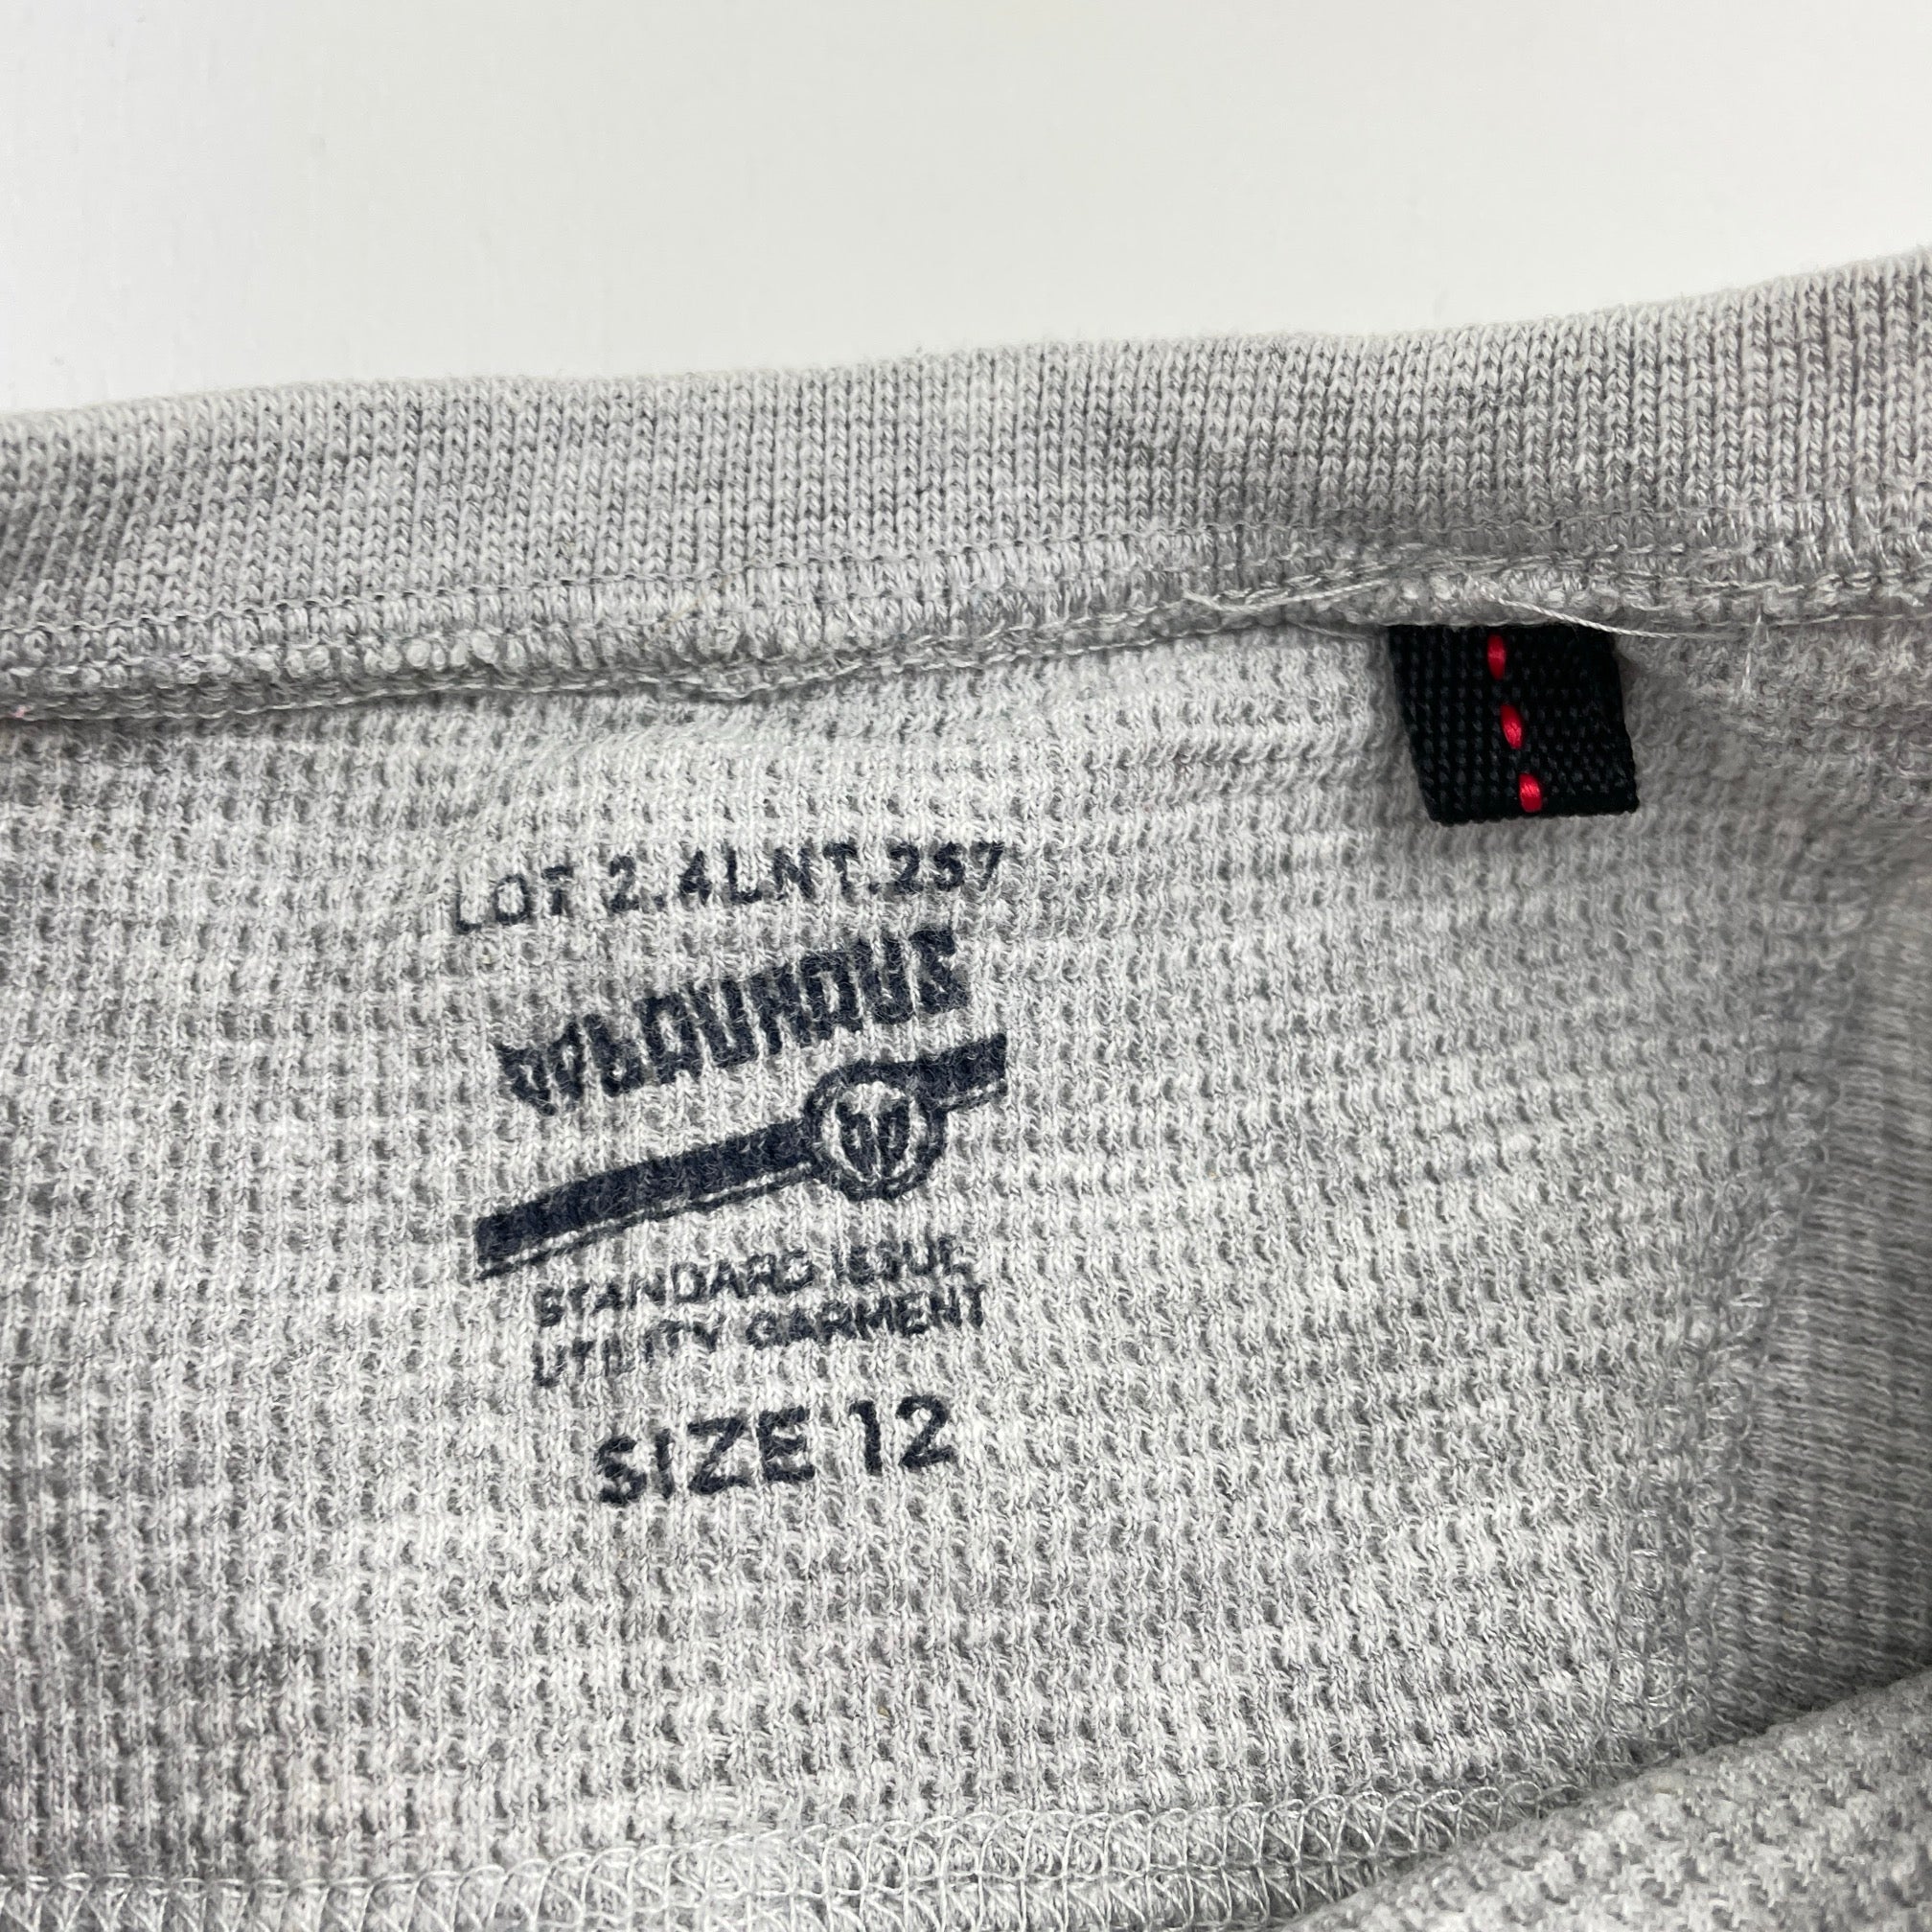 LOT 2.4LNT.257
STANDARD ISSUE
UTILITY GARMENT
SIZE 12